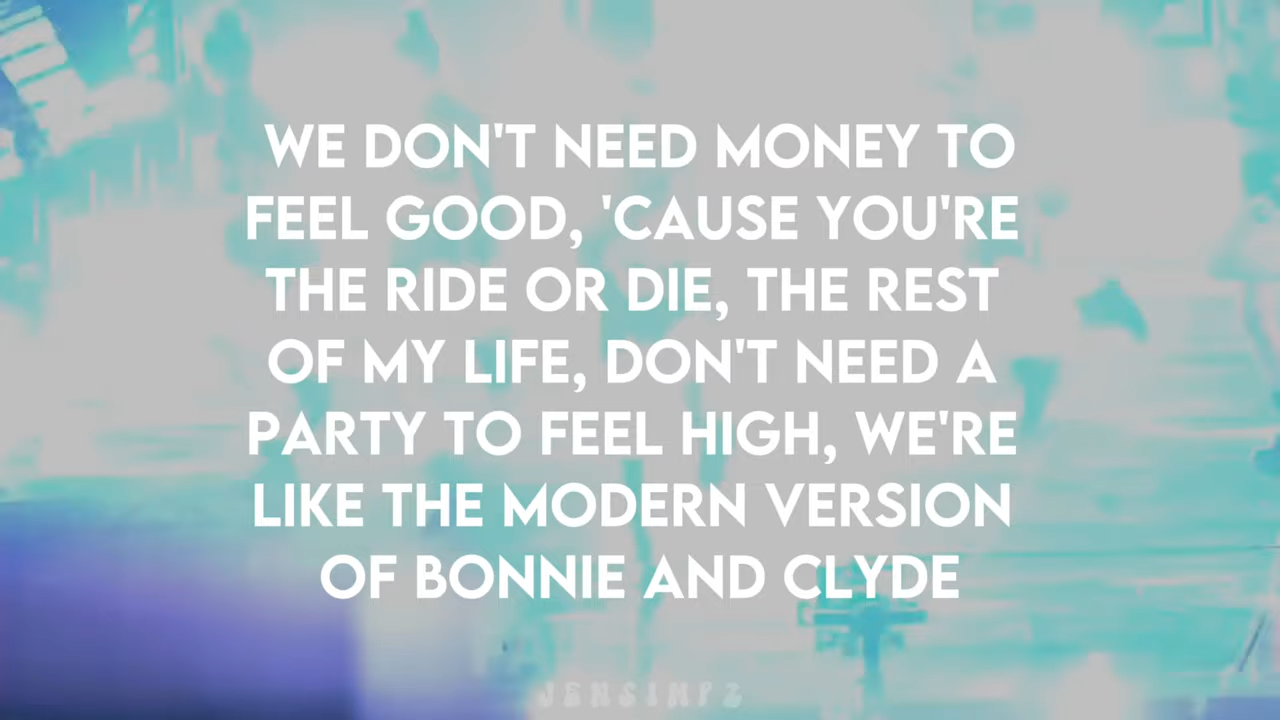 WE DON'T NEED MONEY TO
FEEL GOOD, 'CAUSE YOU'RE
THE RIDE OR DIE, THE REST
OF MY LIFE, DON'T NEED A
PARTY TO FEEL HIGH, WE'RE
LIKE THE MODERN VERSION
OF BONNIE AND CLYDE
JENSIMPZ